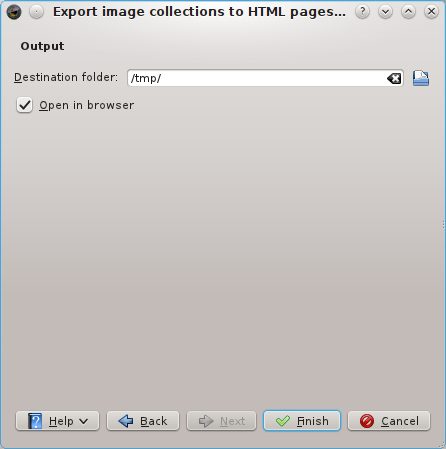 Export image collections to HTML pages...
Output
Destination folder: /tmp/
Open in browser
Help Back Next Finish Cancel